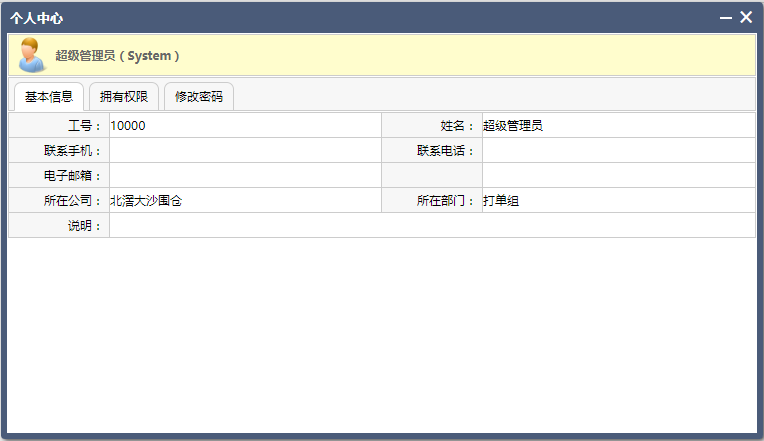 个人中心
超级管理员（System）
基本信息 拥有权限 修改密码
工号： 10000 姓名： 超级管理员
联系手机： 联系电话：
电子邮箱：
所在公司： 北滘大沙围仓 所在部门： 打单组
说明：